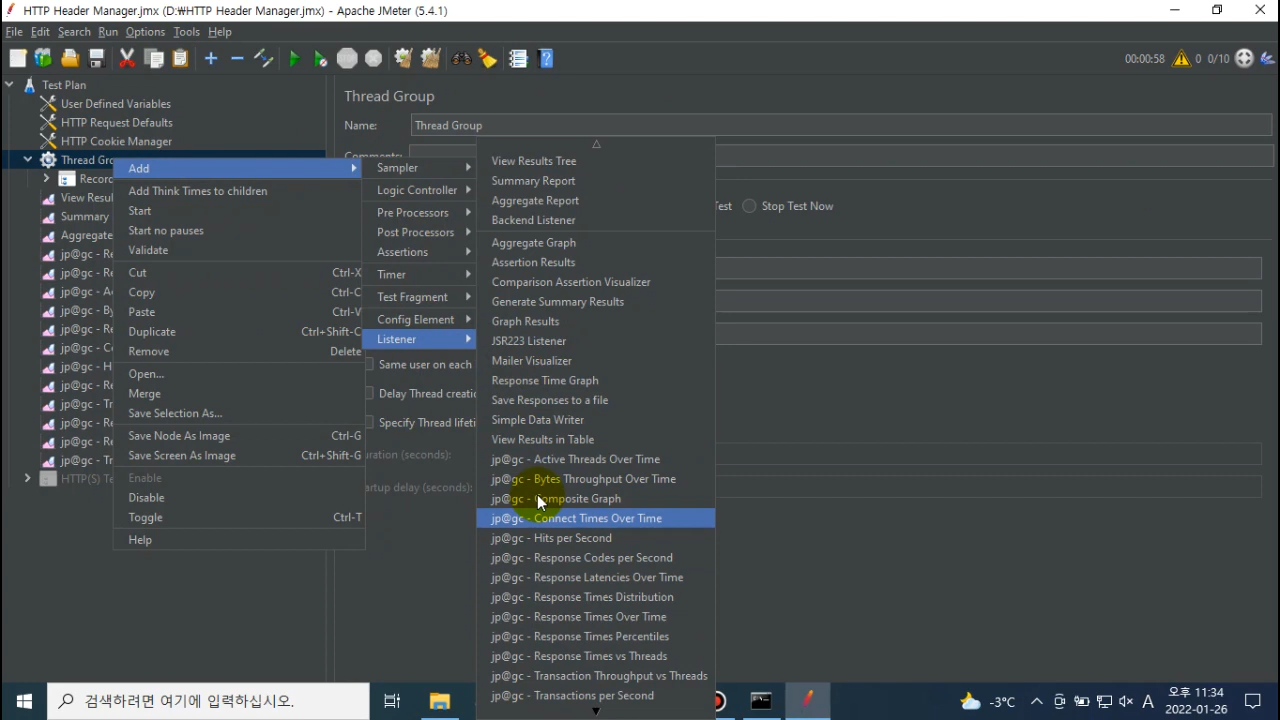 HTTP Header Manager.jmx (D:\HTTP Header Manager.jmx) - Apache JMeter (5.4.1)
File Edit Search Run Options Tools Help
00:00:58 0 0/10
Test Plan
User Defined Variables
HTTP Request Defaults
HTTP Cookie Manager
Thread Gro
Record
View Resul
Summary
Aggregate
jp@gc - Re
jp@gc - Re
jp@gc - Ac
jp@gc - By
jp@gc - Re
jp@gc - Co
jp@gc - H
jp@gc - Re
jp@gc - Tr
jp@gc - Re
jp@gc - Re
jp@gc - Tr
HTTP(S) Te
Add
Add Think Times to children
Start
Start no pauses
Validate
Cut Ctrl-X
Copy Ctrl-C
Paste Ctrl-V
Duplicate Ctrl+Shift-C
Remove Delete
Open...
Merge
Save Selection As...
Save Node As Image Ctrl-G
Save Screen As Image Ctrl+Shift-G
Enable
Disable
Toggle Ctrl-T
Help
Sampler
Logic Controller
Pre Processors
Post Processors
Assertions
Timer
Test Fragment
Config Element
Listener
View Results Tree
Summary Report
Aggregate Report
Backend Listener
Aggregate Graph
Assertion Results
Comparison Assertion Visualizer
Generate Summary Results
Graph Results
JSR223 Listener
Mailer Visualizer
Response Time Graph
Save Responses to a file
Simple Data Writer
View Results in Table
jp@gc - Active Threads Over Time
jp@gc - Bytes Throughput Over Time
jp@gc - Composite Graph
jp@gc - Connect Times Over Time
jp@gc - Hits per Second
jp@gc - Response Codes per Second
jp@gc - Response Latencies Over Time
jp@gc - Response Times Distribution
jp@gc - Response Times Over Time
jp@gc - Response Times Percentiles
jp@gc - Response Times vs Threads
jp@gc - Transaction Throughput vs Threads
jp@gc - Transactions per Second
Thread Group
Name: Thread Group
Comments:
Test Stop Test Now
Same user on each
Delay Thread creatio
Specify Thread lifeti
uration (seconds):
artup delay (seconds):
검색하려면 여기에 입력하십시오.
-3°C
A
오후 11:34
2022-01-26